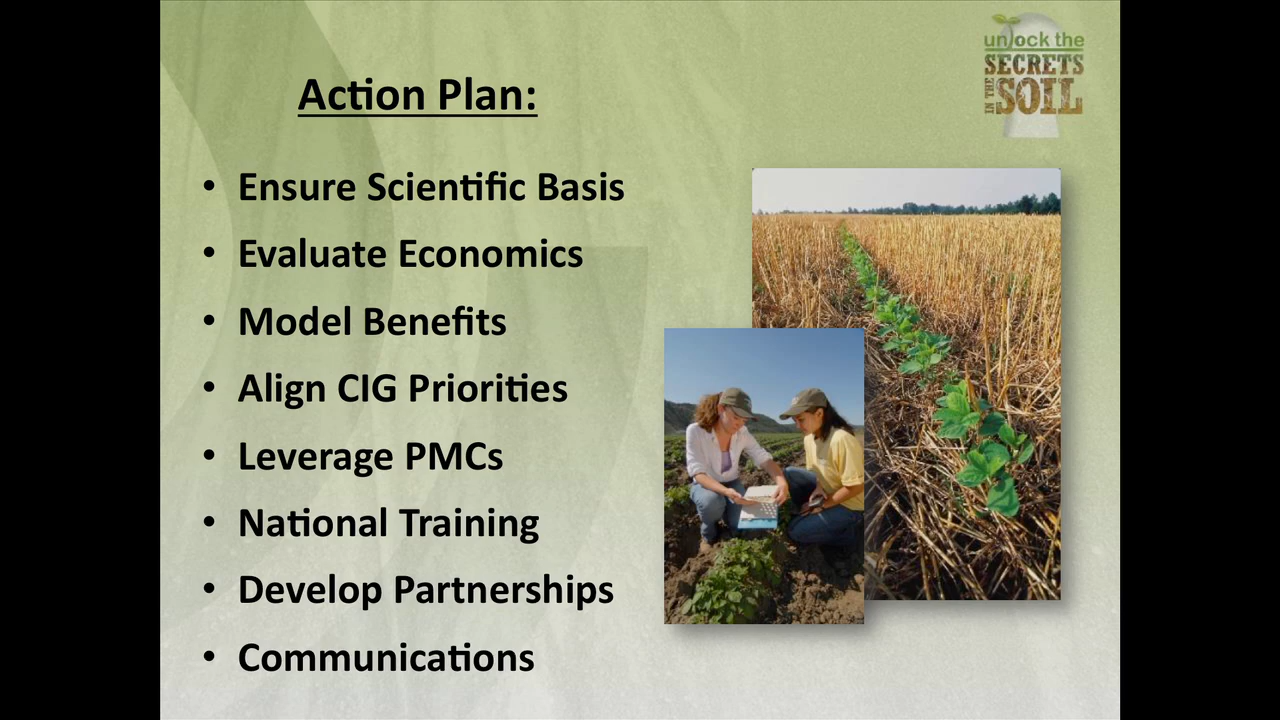 unlock the
SECRETS
IN THE SOIL
Action Plan:
• Ensure Scientific Basis
• Evaluate Economics
• Model Benefits
• Align CIG Priorities
• Leverage PMCs
• National Training
• Develop Partnerships
• Communications